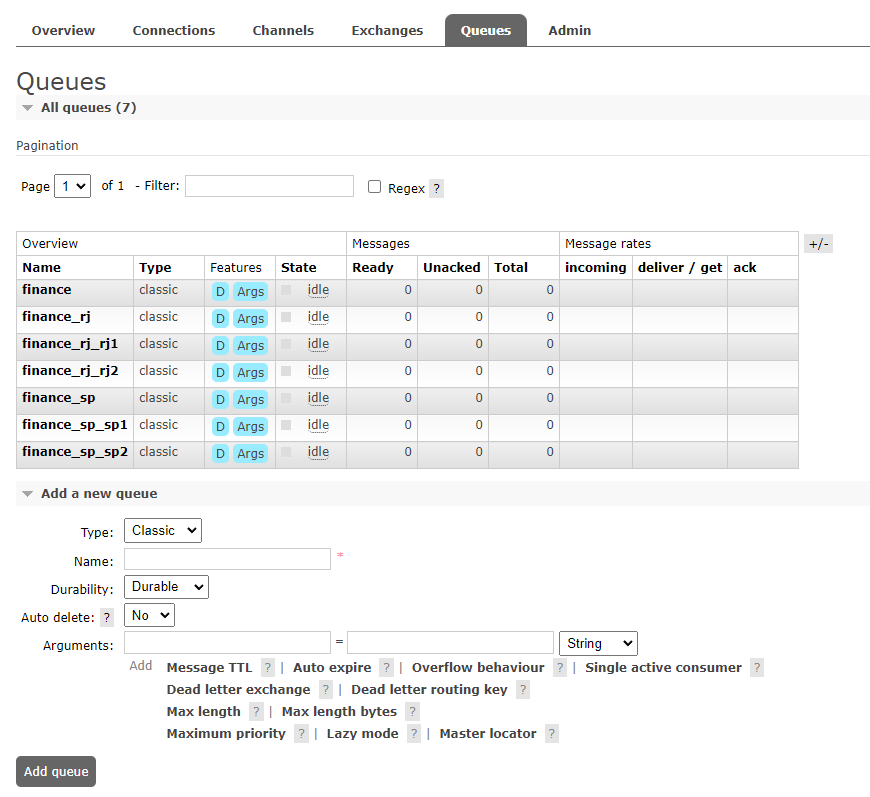 Overview Connections Channels Exchanges Queues Admin
Queues
All queues (7)
Pagination
Page 1 of 1 - Filter: Regex ?
Overview Messages Message rates +/-
Name Type Features State Ready Unacked Total incoming deliver / get ack
finance classic D Args idle 0 0 0
finance_rj classic D Args idle 0 0 0
finance_rj_rj1 classic D Args idle 0 0 0
finance_rj_rj2 classic D Args idle 0 0 0
finance_sp classic D Args idle 0 0 0
finance_sp_sp1 classic D Args idle 0 0 0
finance_sp_sp2 classic D Args idle 0 0 0
Add a new queue
Type: Classic
Name: *
Durability: Durable
Auto delete: ? No
Arguments: = String
Add Message TTL ? | Auto expire ? | Overflow behaviour ? | Single active consumer ?
Dead letter exchange ? | Dead letter routing key ?
Max length ? | Max length bytes ?
Maximum priority ? | Lazy mode ? | Master locator ?
Add queue